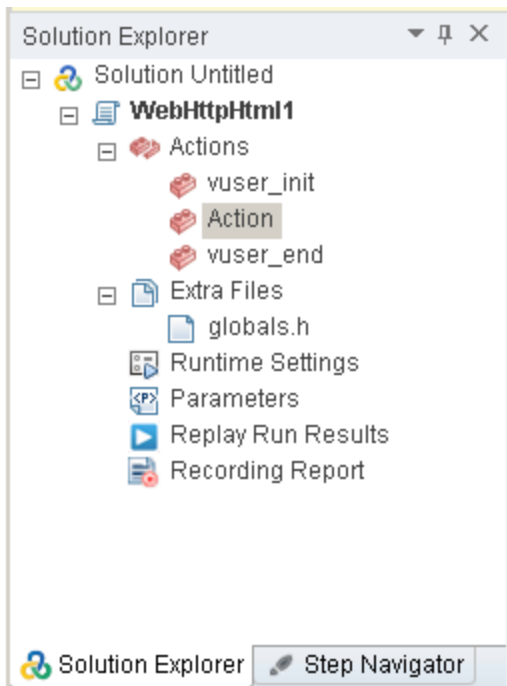 Solution Explorer
Solution Untitled
WebHttpHtml1
Actions
vuser_init
Action
vuser_end
Extra Files
globals.h
Runtime Settings
<P> Parameters
Replay Run Results
Recording Report
Solution Explorer Step Navigator